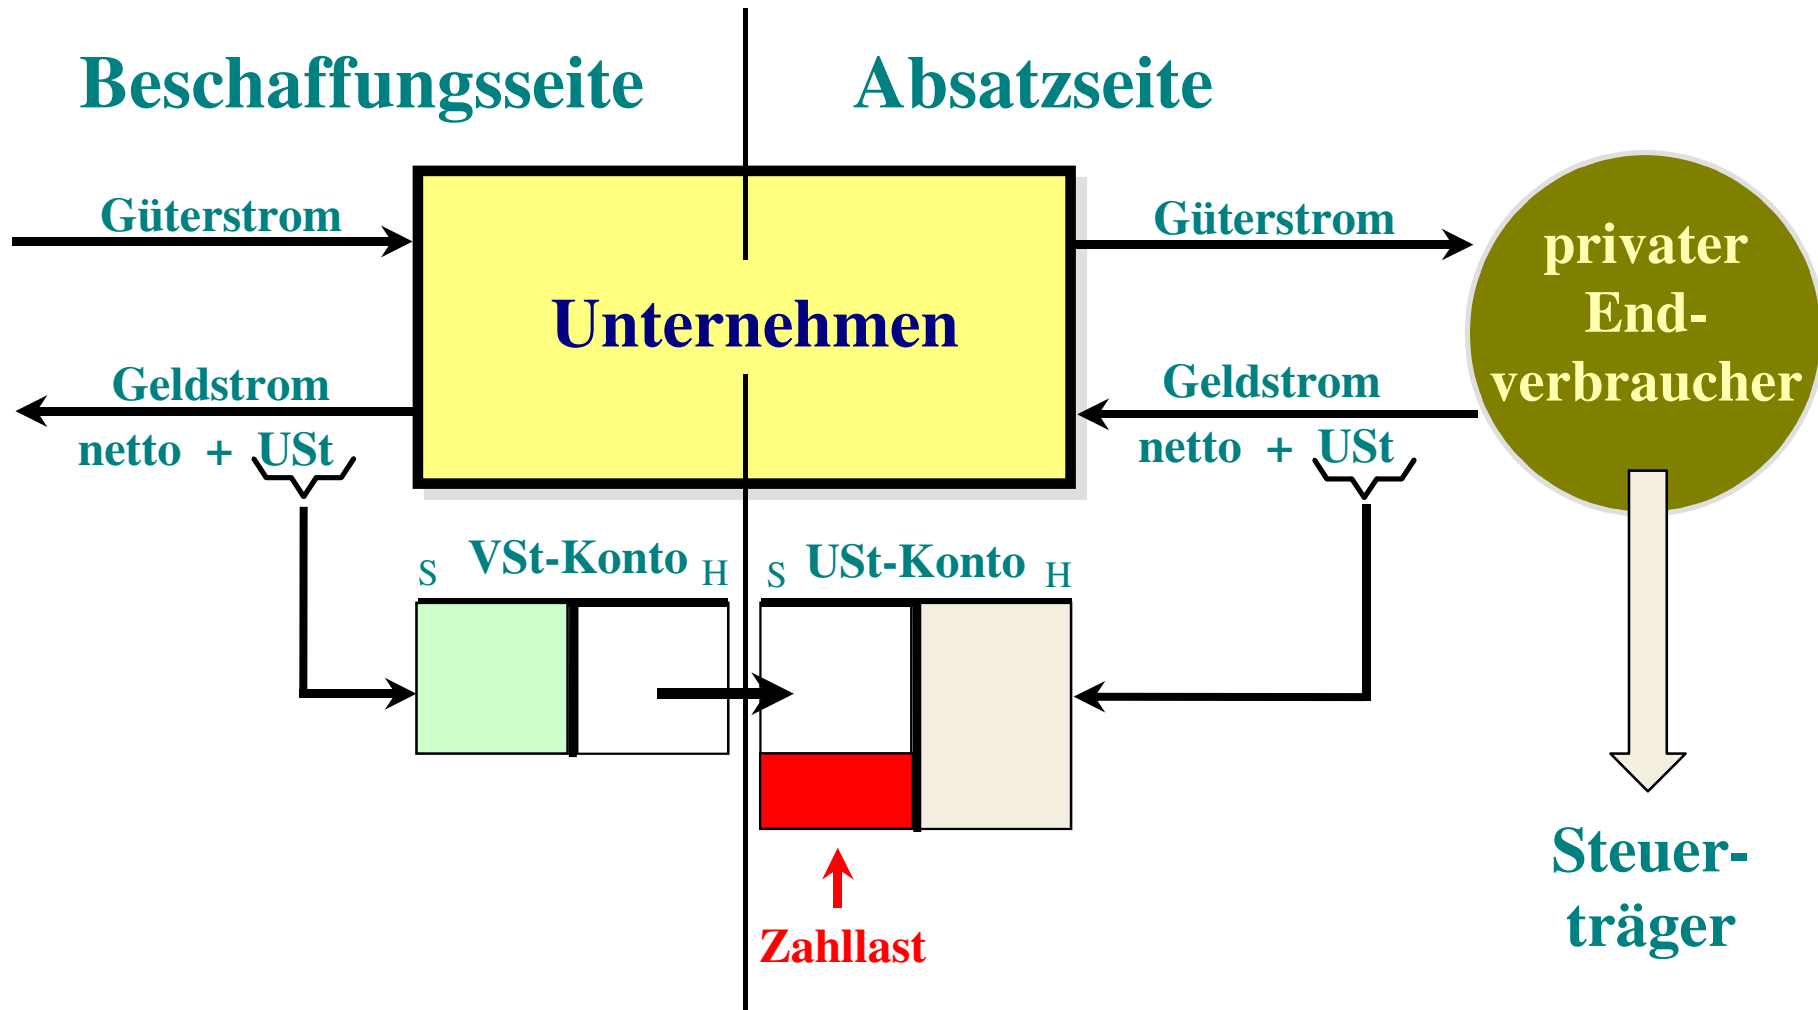 Beschaffungsseite
Absatzseite
Güterstrom
Güterstrom
privater
End-
verbraucher
Unternehmen
Geldstrom
netto + USt
Geldstrom
netto + USt
S VSt-Konto H
S USt-Konto H
Zahllast
Steuer-
träger